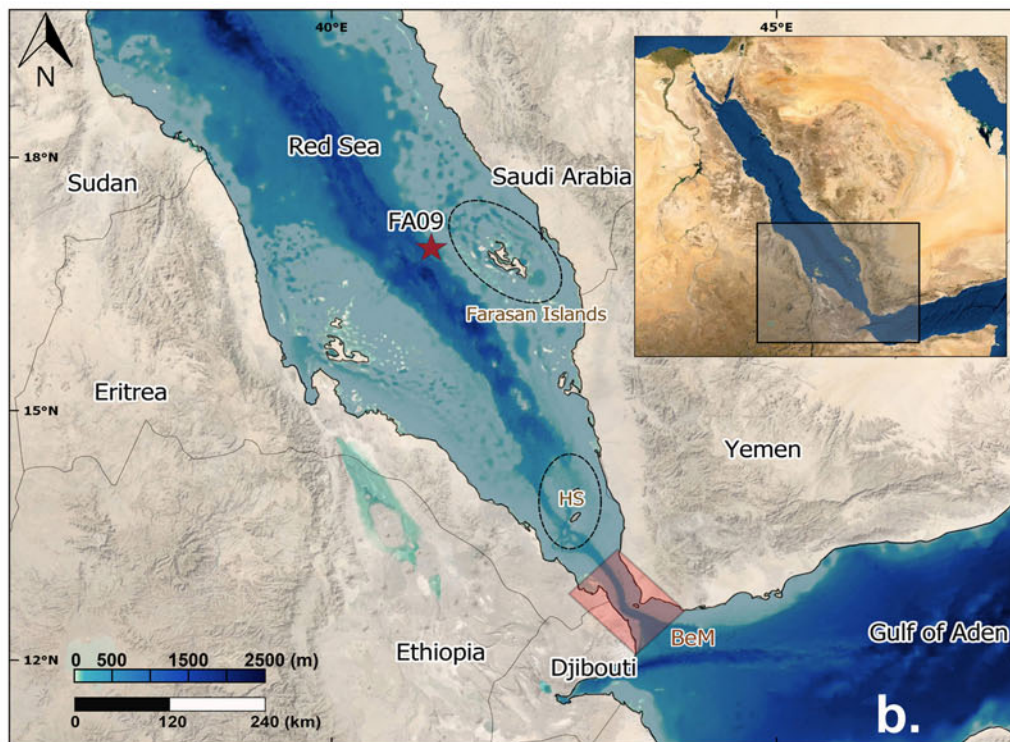 40°E
45°E
N
18°N
Red Sea
Sudan
Saudi Arabia
FA09
Farasan Islands
Eritrea
15°N
Yemen
HS
BeM
Gulf of Aden
Ethiopia
Djibouti
12°N
0 500 1500 2500 (m)
0 120 240 (km)
b.